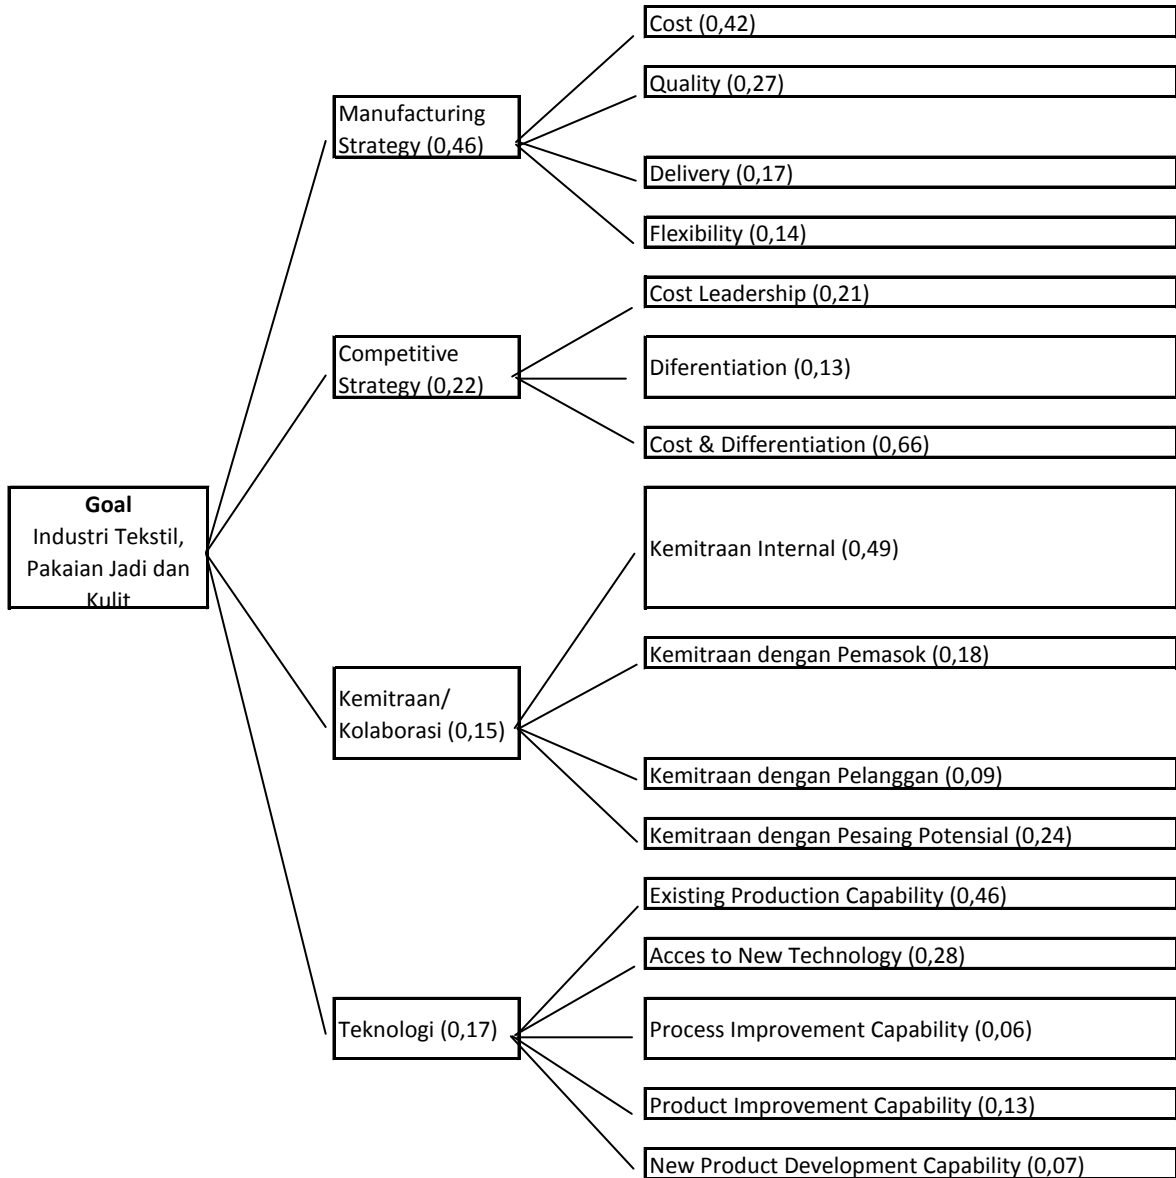 Cost (0,42)
Quality (0,27)
Manufacturing
Strategy (0,46)
Delivery (0,17)
Flexibility (0,14)
Cost Leadership (0,21)
Competitive
Strategy (0,22)
Diferentiation (0,13)
Cost & Differentiation (0,66)
Goal
Industri Tekstil,
Pakaian Jadi dan
Kulit
Kemitraan Internal (0,49)
Kemitraan dengan Pemasok (0,18)
Kemitraan/
Kolaborasi (0,15)
Kemitraan dengan Pelanggan (0,09)
Kemitraan dengan Pesaing Potensial (0,24)
Existing Production Capability (0,46)
Acces to New Technology (0,28)
Teknologi (0,17)
Process Improvement Capability (0,06)
Product Improvement Capability (0,13)
New Product Development Capability (0,07)